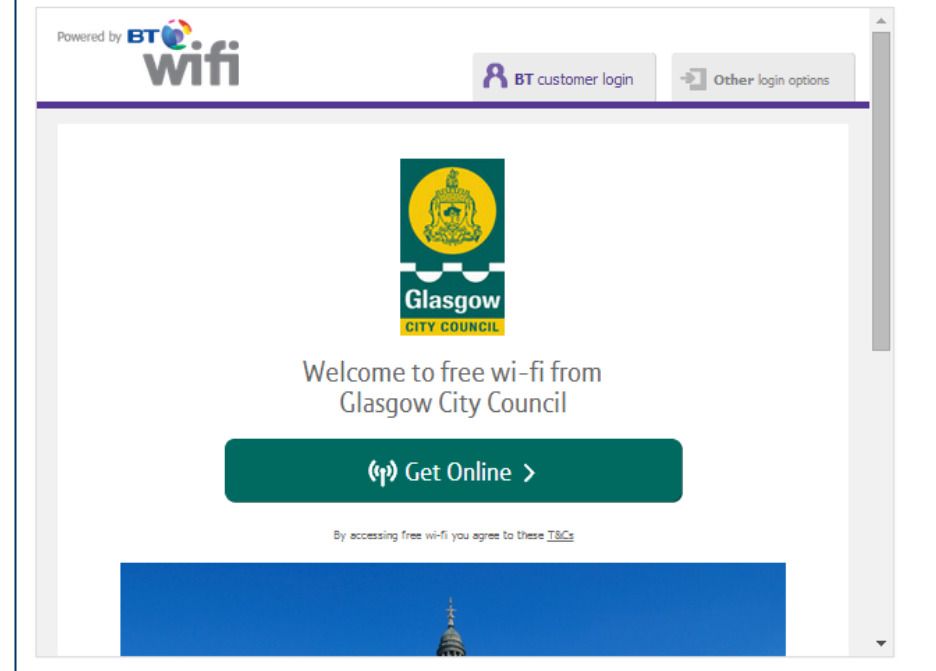 Powered by BT
wifi
BT customer login
Other login options
Glasgow
CITY COUNCIL
Welcome to free wi-fi from
Glasgow City Council
Get Online >
By accessing free wi-fi you agree to these T&Cs